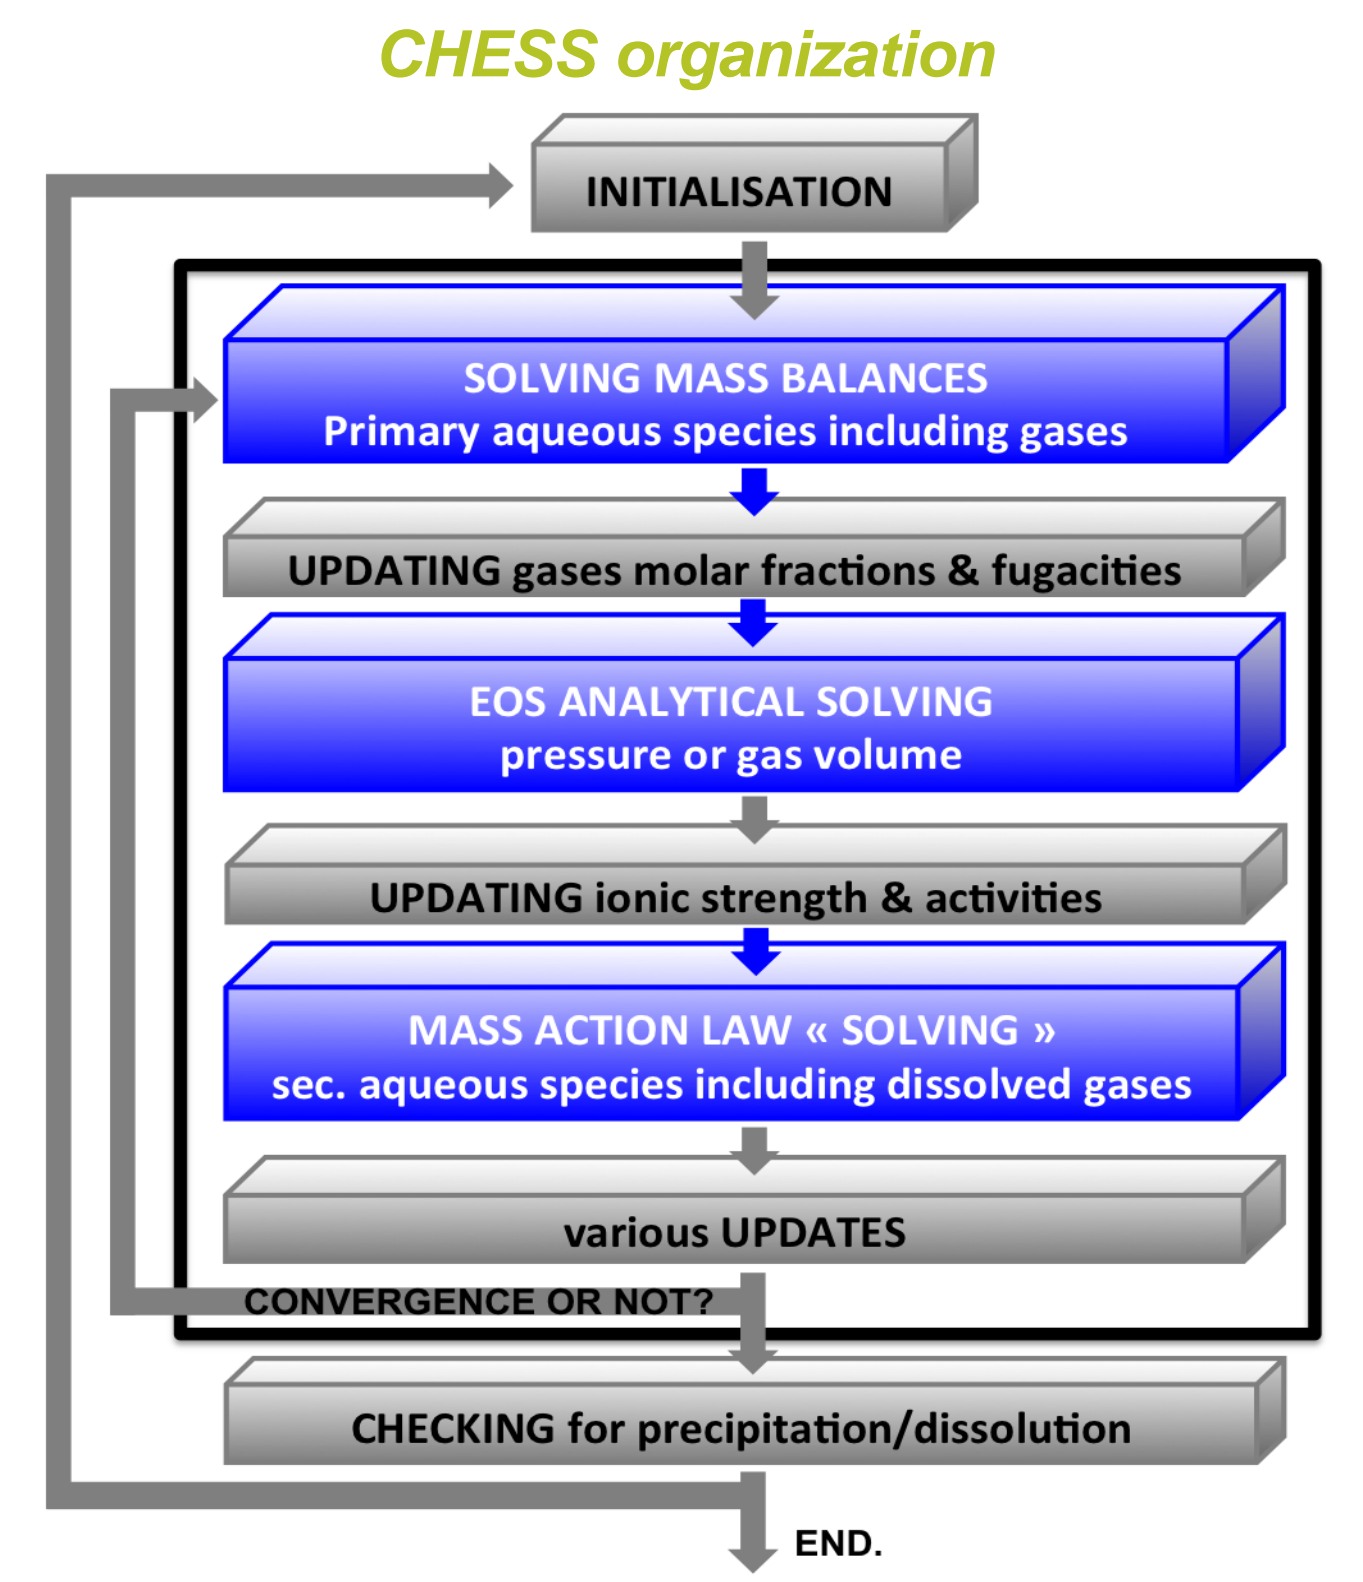 CHESS organization
INITIALISATION
SOLVING MASS BALANCES
Primary aqueous species including gases
UPDATING gases molar fractions & fugacities
EOS ANALYTICAL SOLVING
pressure or gas volume
UPDATING ionic strength & activities
MASS ACTION LAW « SOLVING »
sec. aqueous species including dissolved gases
various UPDATES
CONVERGENCE OR NOT?
CHECKING for precipitation/dissolution
END.